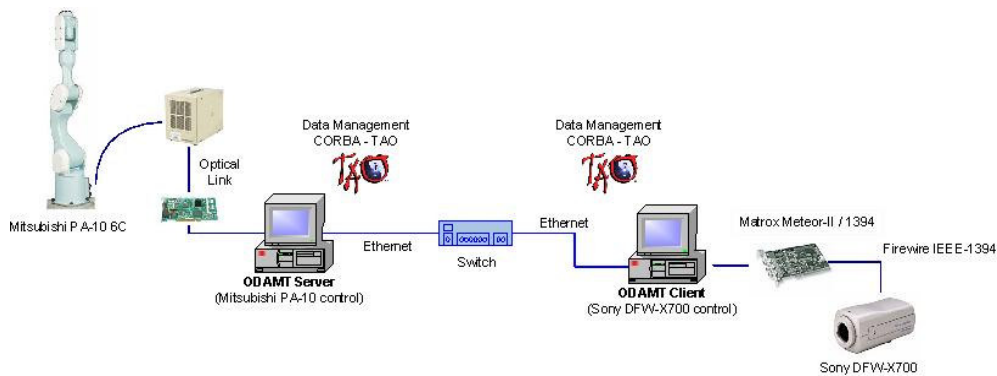 Data Management
CORBA - TAO
TAO
Data Management
CORBA - TAO
TAO
Optical
Link
Mitsubishi PA-10 6C
Ethernet
Switch
Ethernet
Matrox Meteor-II / 1394
Firewire IEEE-1394
ODAMT Server
(Mitsubishi PA-10 control)
ODAMT Client
(Sony DFW-X700 control)
Sony DFW-X700